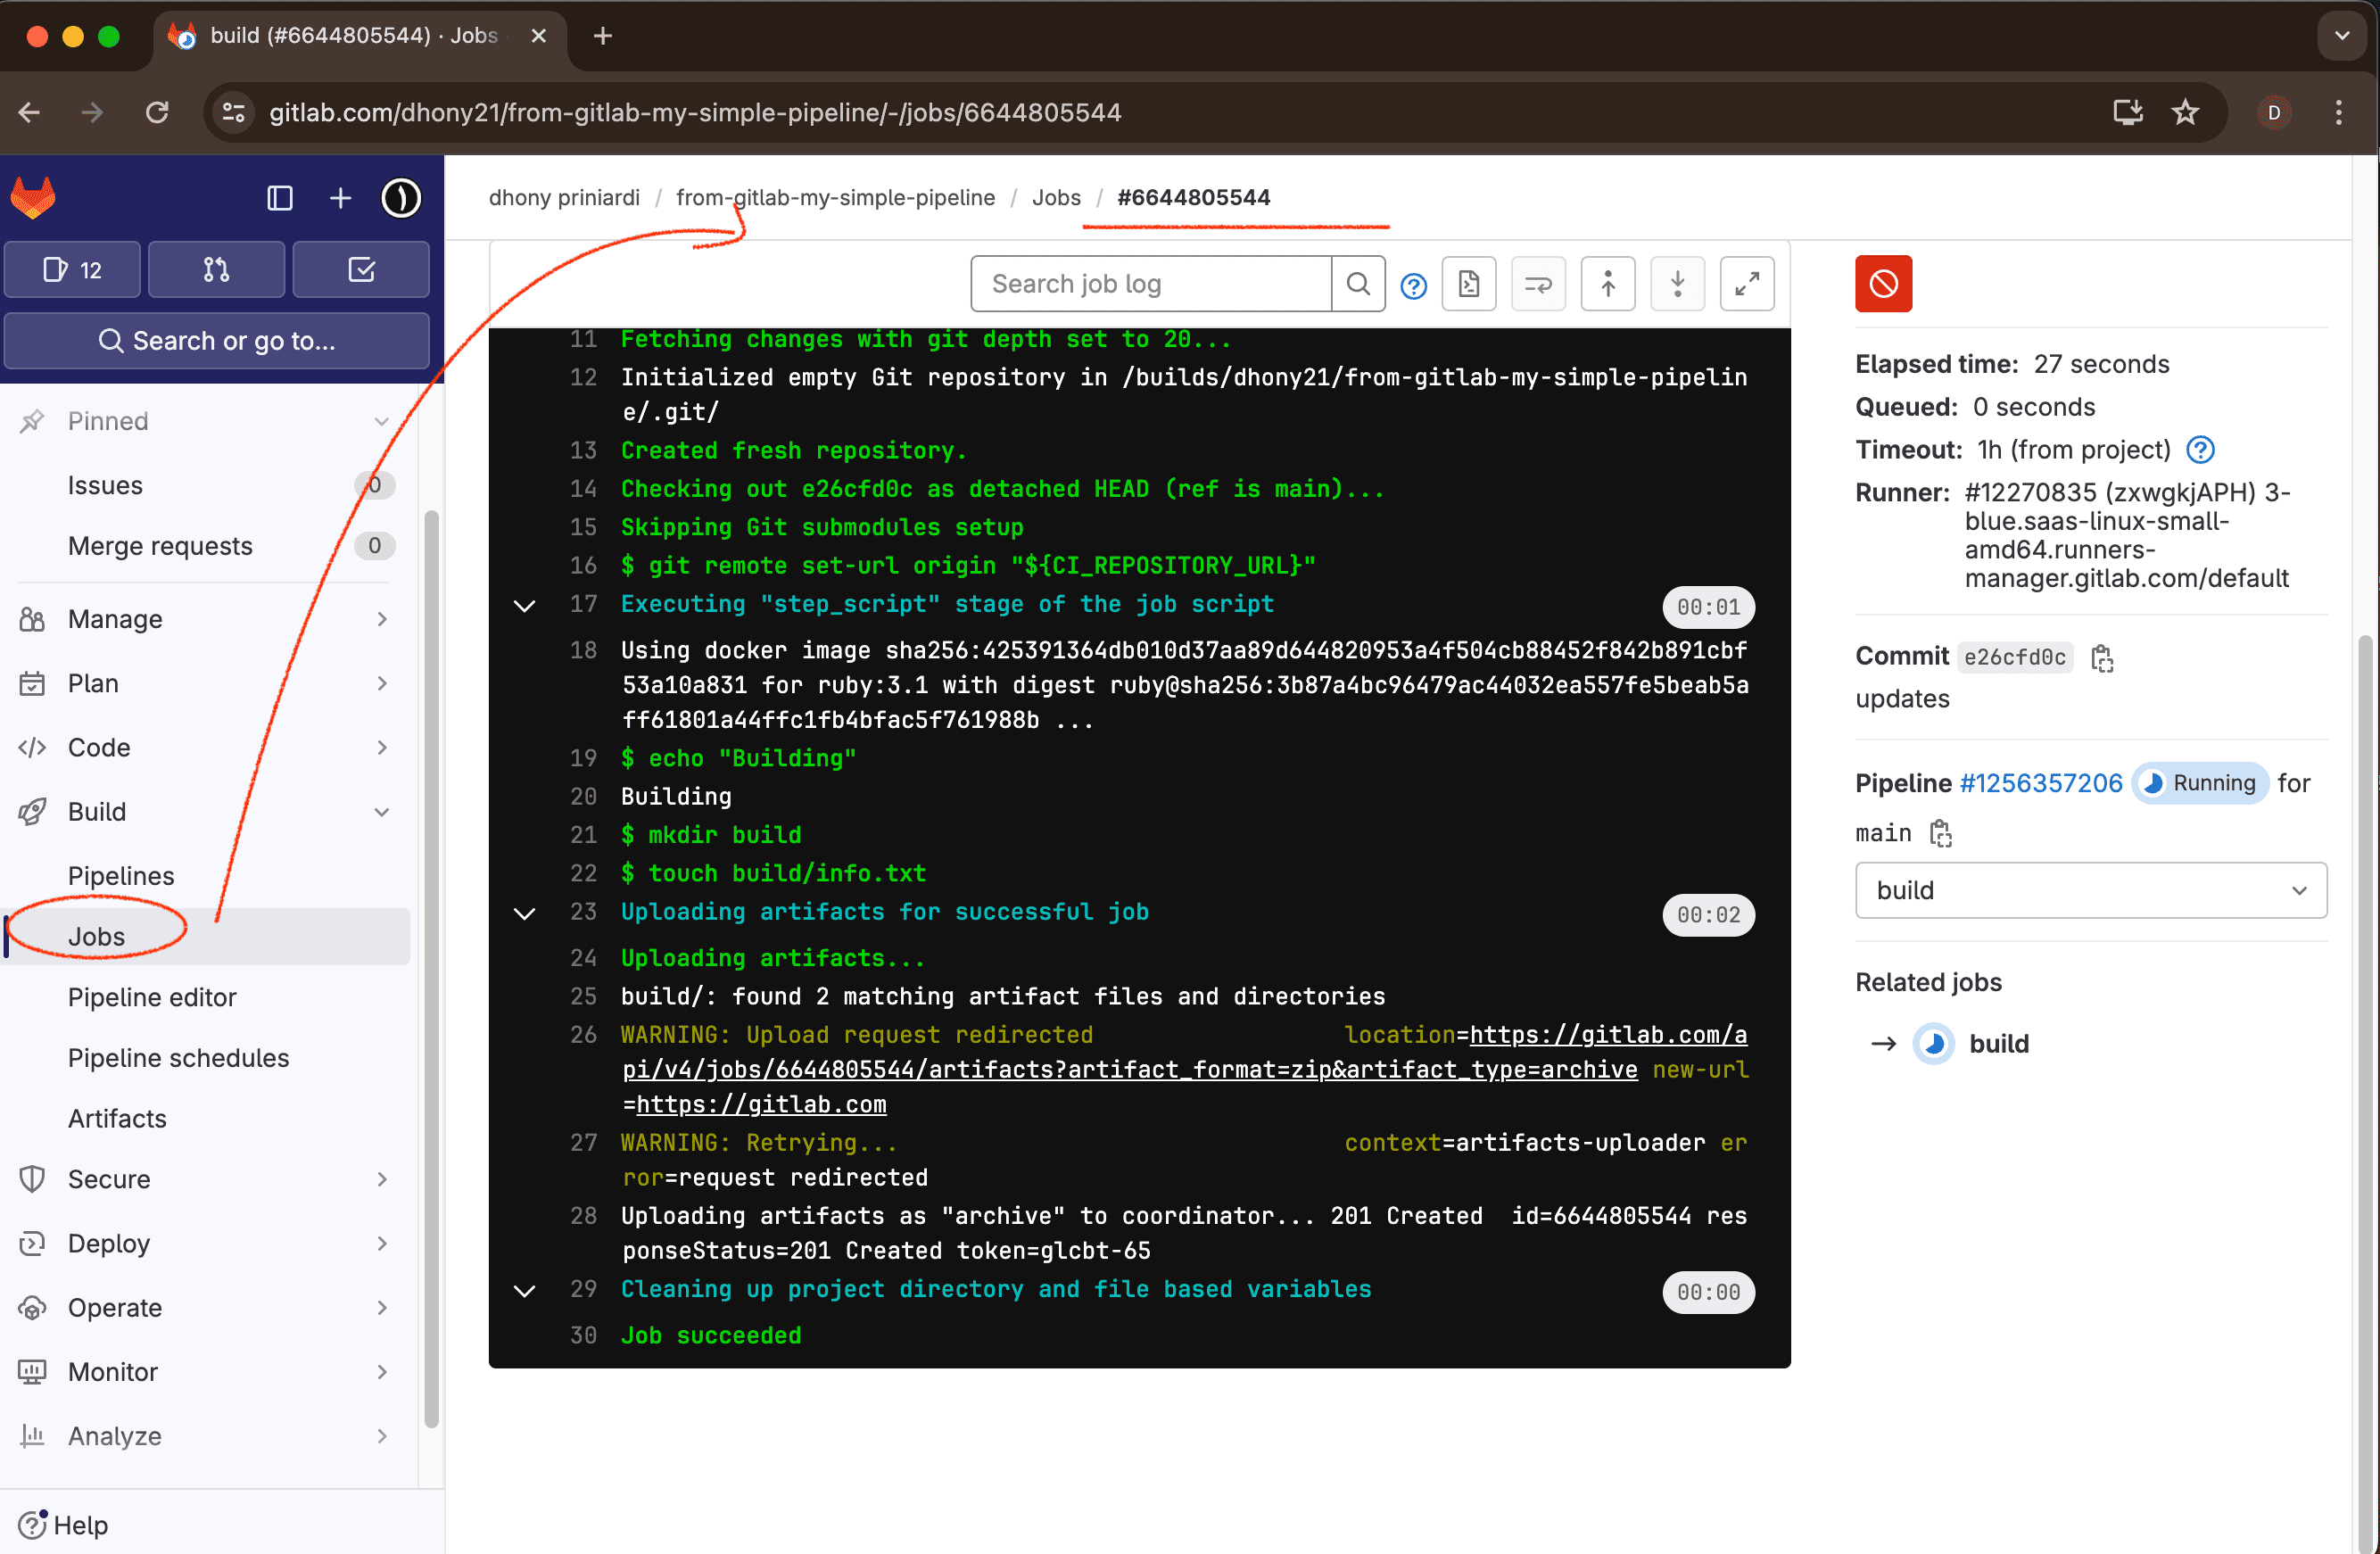 build (#6644805544) · Jobs
gitlab.com/dhony21/from-gitlab-my-simple-pipeline/-/jobs/6644805544
D
12
Search or go to...
Pinned
Issues 0
Merge requests 0
Manage
Plan
Code
Build
Pipelines
Jobs
Pipeline editor
Pipeline schedules
Artifacts
Secure
Deploy
Operate
Monitor
Analyze
Help
dhony priniardi / from-gitlab-my-simple-pipeline / Jobs / #6644805544
Search job log
11 Fetching changes with git depth set to 20...
12 Initialized empty Git repository in /builds/dhony21/from-gitlab-my-simple-pipelin
e/.git/
13 Created fresh repository.
14 Checking out e26cfd0c as detached HEAD (ref is main)...
15 Skipping Git submodules setup
16 $ git remote set-url origin "${CI_REPOSITORY_URL}"
17 Executing "step_script" stage of the job script 00:01
18 Using docker image sha256:425391364db010d37aa89d644820953a4f504cb88452f842b891cbf
53a10a831 for ruby:3.1 with digest ruby@sha256:3b87a4bc96479ac44032ea557fe5beab5a
ff61801a44ffc1fb4bfac5f761988b ...
19 $ echo "Building"
20 Building
21 $ mkdir build
22 $ touch build/info.txt
23 Uploading artifacts for successful job 00:02
24 Uploading artifacts...
25 build/: found 2 matching artifact files and directories
26 WARNING: Upload request redirected location=https://gitlab.com/a
pi/v4/jobs/6644805544/artifacts?artifact_format=zip&artifact_type=archive new-url
=https://gitlab.com
27 WARNING: Retrying... context=artifacts-uploader er
ror=request redirected
28 Uploading artifacts as "archive" to coordinator... 201 Created id=6644805544 res
ponseStatus=201 Created token=glcbt-65
29 Cleaning up project directory and file based variables 00:00
30 Job succeeded
Elapsed time: 27 seconds
Queued: 0 seconds
Timeout: 1h (from project)
Runner: #12270835 (zxwgkjAPH) 3-
blue.saas-linux-small-
amd64.runners-
manager.gitlab.com/default
Commit e26cfd0c
updates
Pipeline #1256357206 Running for
main
build
Related jobs
→ build